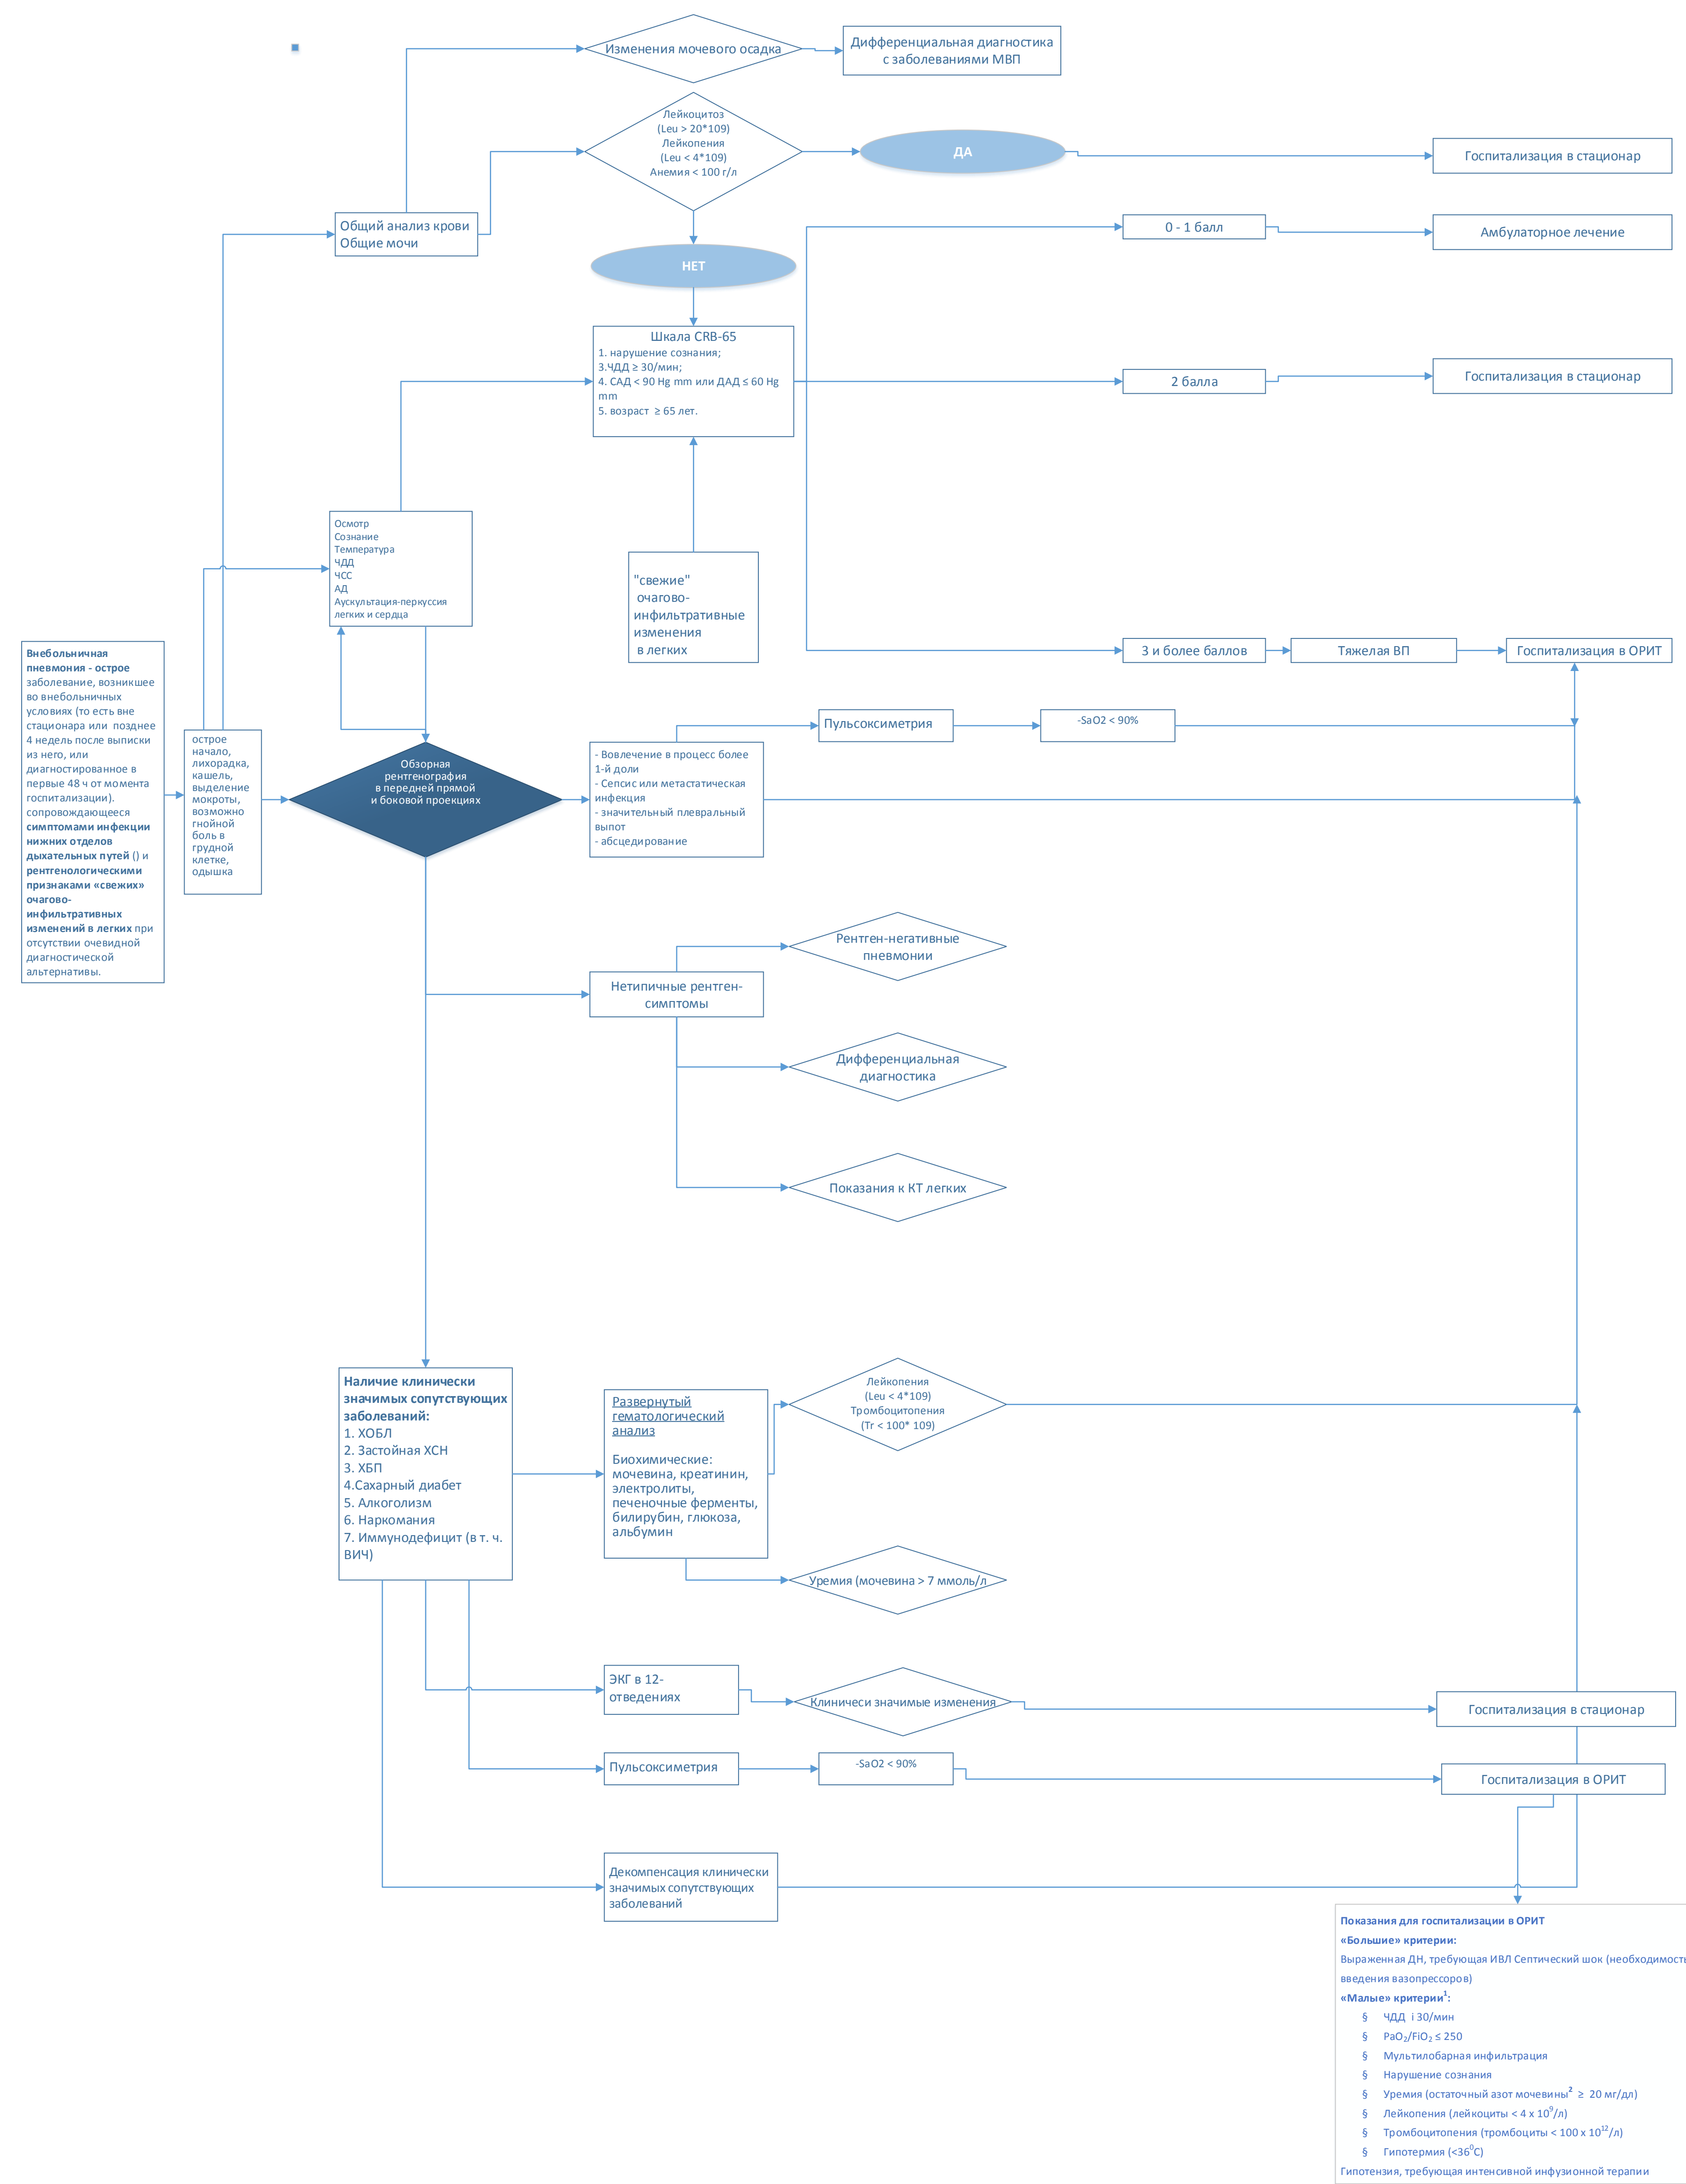 Изменения мочевого осадка
Дифференциальная диагностика
с заболеваниями МВП
Лейкоцитоз
(Leu > 20*109)
Лейкопения
(Leu < 4*109)
Анемия < 100 г/л
ДА
Госпитализация в стационар
Общий анализ крови
Общие мочи
0 - 1 балл
Амбулаторное лечение
НЕТ
Шкала CRB-65
1. нарушение сознания;
3.ЧДД ≥ 30/мин;
4. САД < 90 Hg mm или ДАД ≤ 60 Hg
mm
5. возраст ≥ 65 лет.
2 балла
Госпитализация в стационар
Осмотр
Сознание
Температура
ЧДД
ЧСС
АД
Аускультация-перкуссия
легких и сердца
"свежие"
очагово-
инфильтративные
изменения
в легких
3 и более баллов
Тяжелая ВП
Госпитализация в ОРИТ
Внебольничная
пневмония - острое
заболевание, возникшее
во внебольничных
условиях (то есть вне
стационара или позднее
4 недель после выписки
из него, или
диагностированное в
первые 48 ч от момента
госпитализации).
сопровождающееся
симптомами инфекции
нижних отделов
дыхательных путей () и
рентгенологическими
признаками «свежих»
очагово-
инфильтративных
изменений в легких при
отсутствии очевидной
диагностической
альтернативы.
острое
начало,
лихорадка,
кашель,
выделение
мокроты,
возможно
гнойной
боль в
грудной
клетке,
одышка
Обзорная
рентгенография
в передней прямой
и боковой проекциях
Пульсоксиметрия
-SaO2 < 90%
- Вовлечение в процесс более
1-й доли
- Сепсис или метастатическая
инфекция
- значительный плевральный
выпот
- абсцедирование
Рентген-негативные
пневмонии
Нетипичные рентген-
симптомы
Дифференциальная
диагностика
Показания к КТ легких
Наличие клинически
значимых сопутствующих
заболеваний:
1. ХОБЛ
2. Застойная ХСН
3. ХБП
4.Сахарный диабет
5. Алкоголизм
6. Наркомания
7. Иммунодефицит (в т. ч.
ВИЧ)
Развернутый
гематологический
анализ
Биохимические:
мочевина, креатинин,
электролиты,
печеночные ферменты,
билирубин, глюкоза,
альбумин
Лейкопения
(Leu < 4*109)
Тромбоцитопения
(Tr < 100* 109)
Уремия (мочевина > 7 ммоль/л
ЭКГ в 12-
отведениях
Клиничеси значимые изменения
Госпитализация в стационар
Пульсоксиметрия
-SaO2 < 90%
Госпитализация в ОРИТ
Декомпенсация клинически
значимых сопутствующих
заболеваний
Показания для госпитализации в ОРИТ
«Большие» критерии:
Выраженная ДН, требующая ИВЛ Септический шок (необходимость
введения вазопрессоров)
«Малые» критерии¹:
§ ЧДД i 30/мин
§ PaO₂/FiO₂ ≤ 250
§ Мультилобарная инфильтрация
§ Нарушение сознания
§ Уремия (остаточный азот мочевины² ≥ 20 мг/дл)
§ Лейкопения (лейкоциты < 4 x 10⁹/л)
§ Тромбоцитопения (тромбоциты < 100 x 10¹²/л)
§ Гипотермия (<36⁰C)
Гипотензия, требующая интенсивной инфузионной терапии